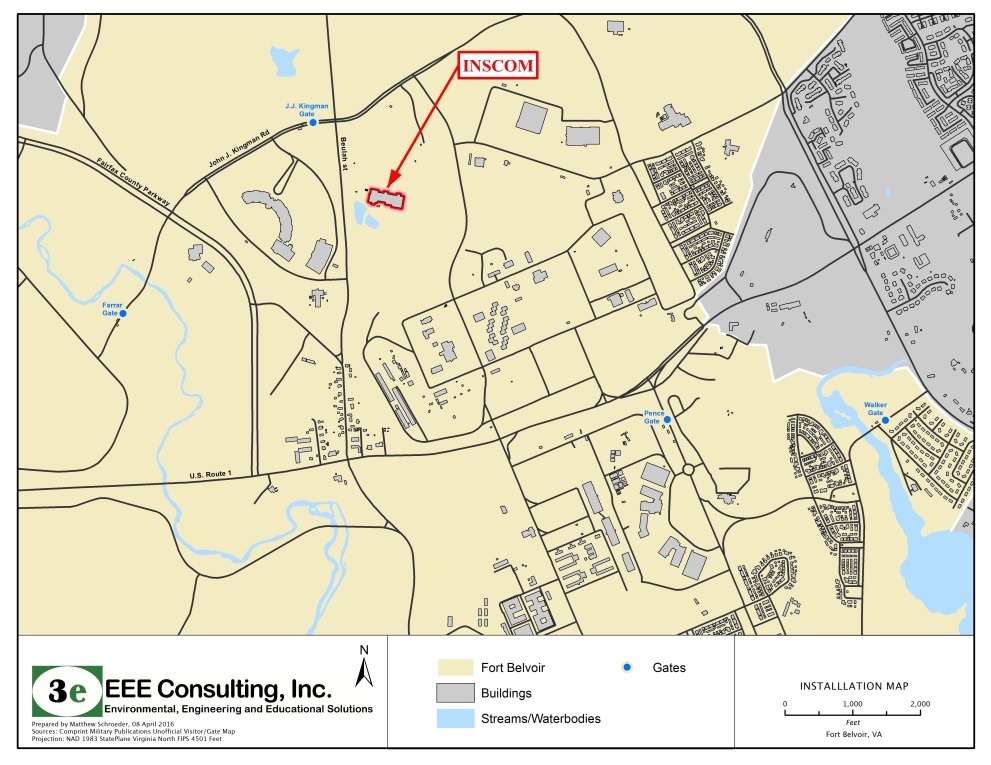 INSCOM
J.J. Kingman
Gate
John J. Kingman Rd
Beulah st
Fairfax County Parkway
Farrar
Gate
Pence
Gate
Walker
Gate
U.S. Route 1
N
3e
EEE Consulting, Inc.
Environmental, Engineering and Educational Solutions
Prepared by Matthew Schroeder, 08 April 2016
Sources: Comprint Military Publications Unofficial Visitor/Gate Map
Projection: NAD 1983 StatePlane Virginia North FIPS 4501 Feet
Fort Belvoir
Buildings
Streams/Waterbodies
Gates
INSTALLLATION MAP
0 1,000 2,000
Feet
Fort Belvoir, VA